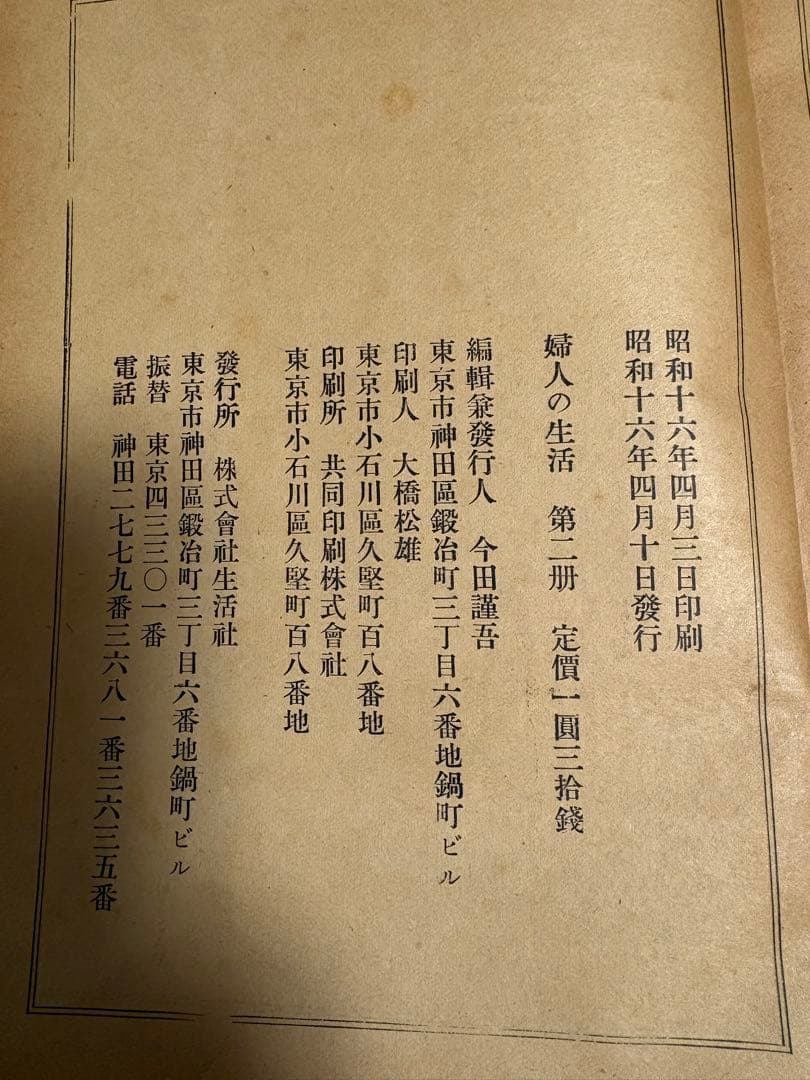 昭和十六年四月三日印刷
昭和十六年四月十日發行
婦人の生活　第二册　定價一圓三拾錢
編輯兼發行人　今田謹吾
東京市神田區鍛冶町三丁目六番地鍋町ビル
印刷人　大橋松雄
東京市小石川區久堅町百八番地
印刷所　共同印刷株式會社
東京市小石川區久堅町百八番地
發行所　株式會社生活社
東京市神田區鍛冶町三丁目六番地鍋町ビル
振替　東京四三三〇一番
電話　神田二七七九番三六八一番三六三五番